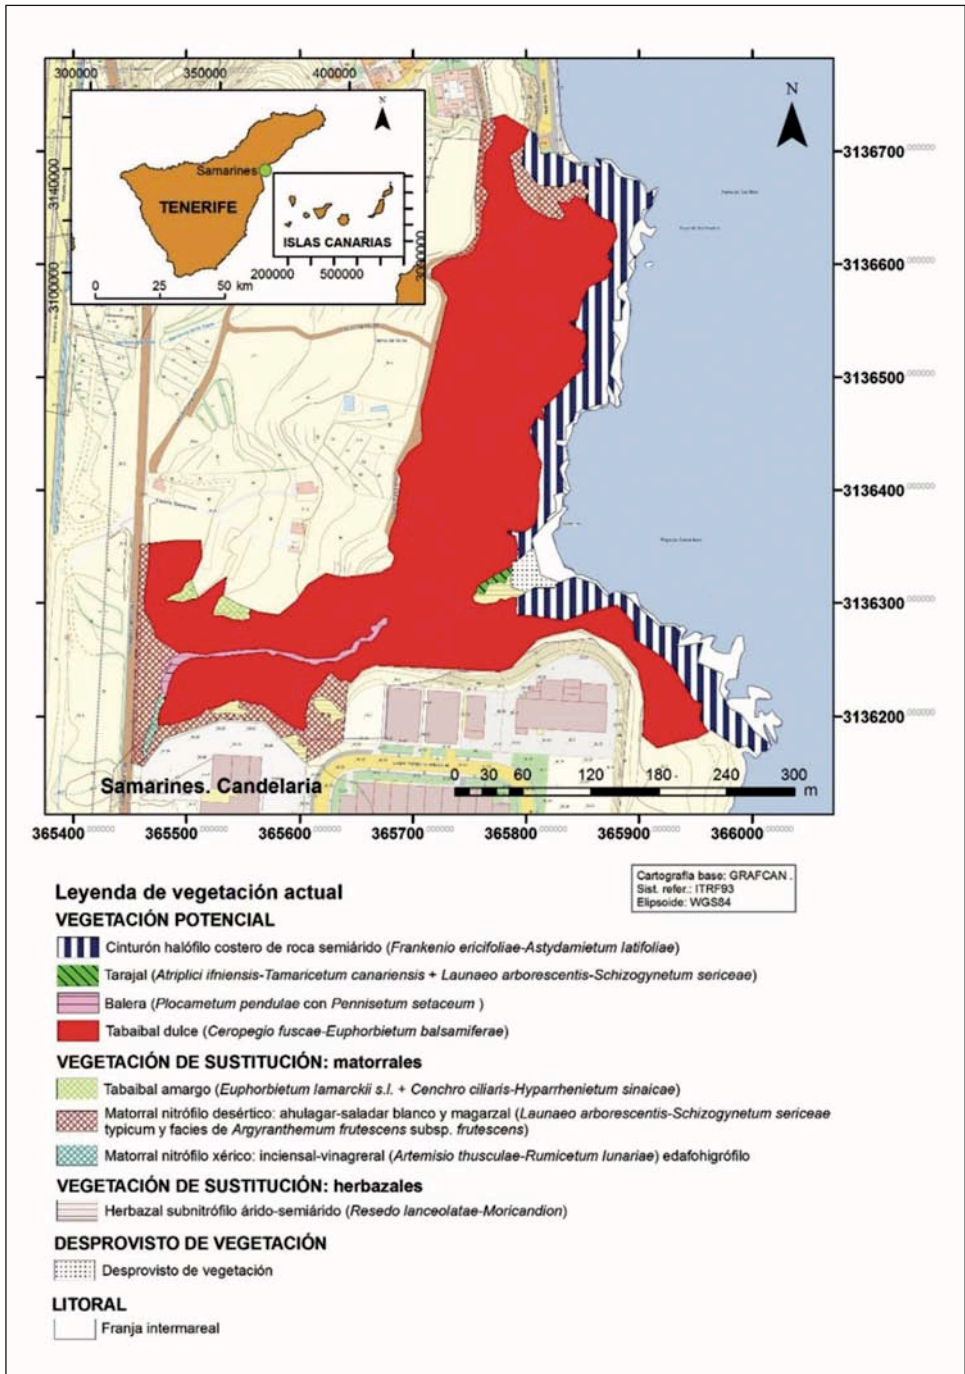 300000 350000 400000
N
Samarines
TENERIFE
ISLAS CANARIAS
200000 500000
0 25 50 km
3140000
3100000
N
3136700
3136600
3136500
3136400
3136300
3136200
Samarines. Candelaria
0 30 60 120 180 240 300
m
365400 365500 365600 365700 365800 365900 366000
Cartografía base: GRAFCAN .
Sist. refer.: ITRF93
Elipsoide: WGS84
Leyenda de vegetación actual
VEGETACIÓN POTENCIAL
Cinturón halófilo costero de roca semiárido (Frankenio ericifoliae-Astydamietum latifoliae)
Tarajal (Atriplici ifniensis-Tamaricetum canariensis + Launaeo arborescentis-Schizogynetum sericeae)
Balera (Plocametum pendulae con Pennisetum setaceum )
Tabaibal dulce (Ceropegio fuscae-Euphorbietum balsamiferae)
VEGETACIÓN DE SUSTITUCIÓN: matorrales
Tabaibal amargo (Euphorbietum lamarckii s.l. + Cenchro ciliaris-Hyparrhenietum sinaicae)
Matorral nitrófilo desértico: ahulagar-saladar blanco y magarzal (Launaeo arborescentis-Schizogynetum sericeae
typicum y facies de Argyranthemum frutescens subsp. frutescens)
Matorral nitrófilo xérico: inciensal-vinagreral (Artemisio thusculae-Rumicetum lunariae) edafohigrófilo
VEGETACIÓN DE SUSTITUCIÓN: herbazales
Herbazal subnitrófilo árido-semiárido (Resedo lanceolatae-Moricandion)
DESPROVISTO DE VEGETACIÓN
Desprovisto de vegetación
LITORAL
Franja intermareal